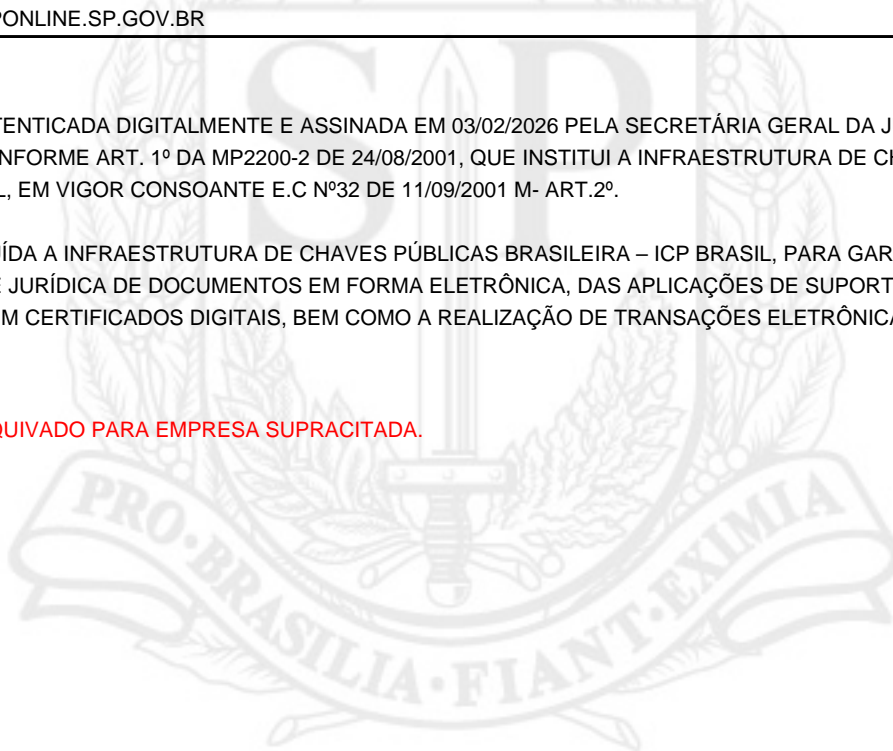 PONLINE.SP.GOV.BR
TENTICADA DIGITALMENTE E ASSINADA EM 03/02/2026 PELA SECRETÁRIA GERAL DA J
NFORME ART. 1º DA MP2200-2 DE 24/08/2001, QUE INSTITUI A INFRAESTRUTURA DE CH
L, EM VIGOR CONSOANTE E.C Nº32 DE 11/09/2001 M- ART.2º.
UÍDA A INFRAESTRUTURA DE CHAVES PÚBLICAS BRASILEIRA – ICP BRASIL, PARA GAR
E JURÍDICA DE DOCUMENTOS EM FORMA ELETRÔNICA, DAS APLICAÇÕES DE SUPORT
M CERTIFICADOS DIGITAIS, BEM COMO A REALIZAÇÃO DE TRANSAÇÕES ELETRÔNICA
QUIVADO PARA EMPRESA SUPRACITADA.
SP
PRO·BRASILIA·FIANT·EXIMIA